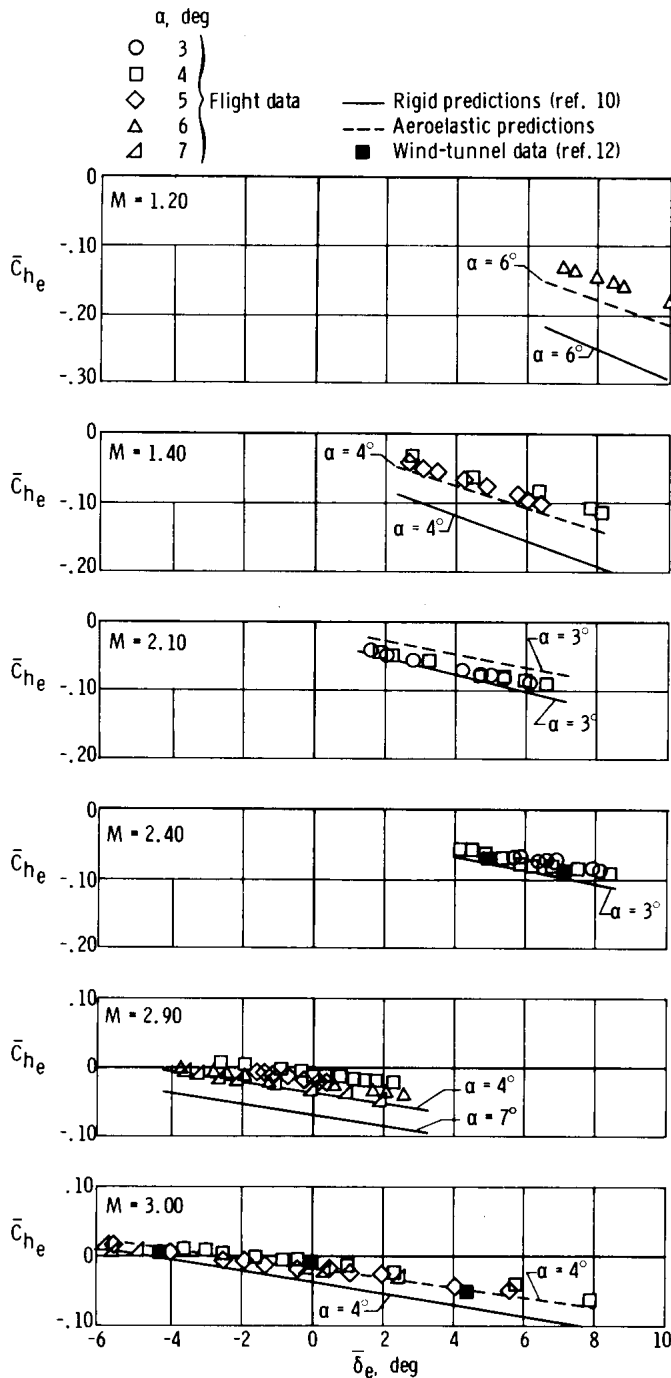 α, deg
3
4
5
6
7
Flight data
Rigid predictions (ref. 10)
Aeroelastic predictions
Wind-tunnel data (ref. 12)
0
M = 1.20
-.10
C̄he
α = 6°
-.20
α = 6°
-.30
0
M = 1.40
α = 4°
C̄he
-.10
α = 4°
-.20
0
M = 2.10
α = 3°
C̄he
-.10
α = 3°
-.20
0
M = 2.40
C̄he
-.10
α = 3°
-.20
.10
M = 2.90
C̄he
0
α = 4°
α = 7°
-.10
.10
M = 3.00
C̄he
0
α = 4°
α = 4°
-.10
-6 -4 -2 0 2 4 6 8 10
δ̄e, deg